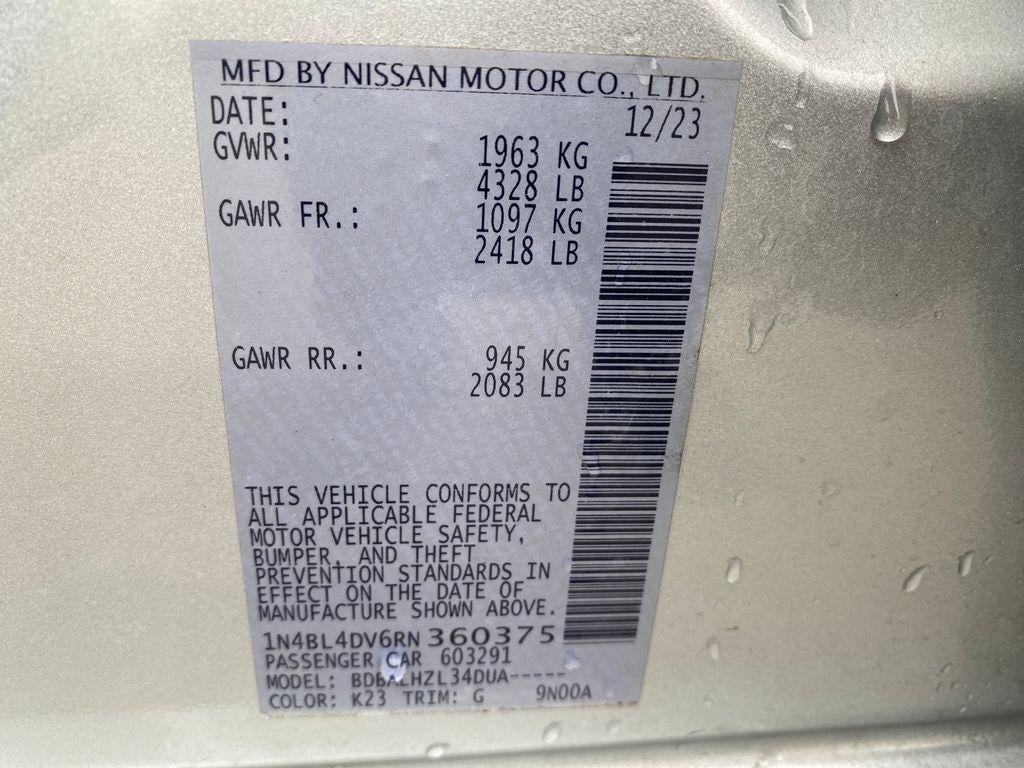 MFD BY NISSAN MOTOR CO., LTD.
DATE: 12/23
GVWR: 1963 KG
4328 LB
GAWR FR.: 1097 KG
2418 LB
GAWR RR.: 945 KG
2083 LB
THIS VEHICLE CONFORMS TO
ALL APPLICABLE FEDERAL
MOTOR VEHICLE SAFETY,
BUMPER, AND THEFT
PREVENTION STANDARDS IN
EFFECT ON THE DATE OF
MANUFACTURE SHOWN ABOVE.
1N4BL4DV6RN 360375
PASSENGER CAR 603291
MODEL:
COLOR: K23 TRIM: G 9N00A